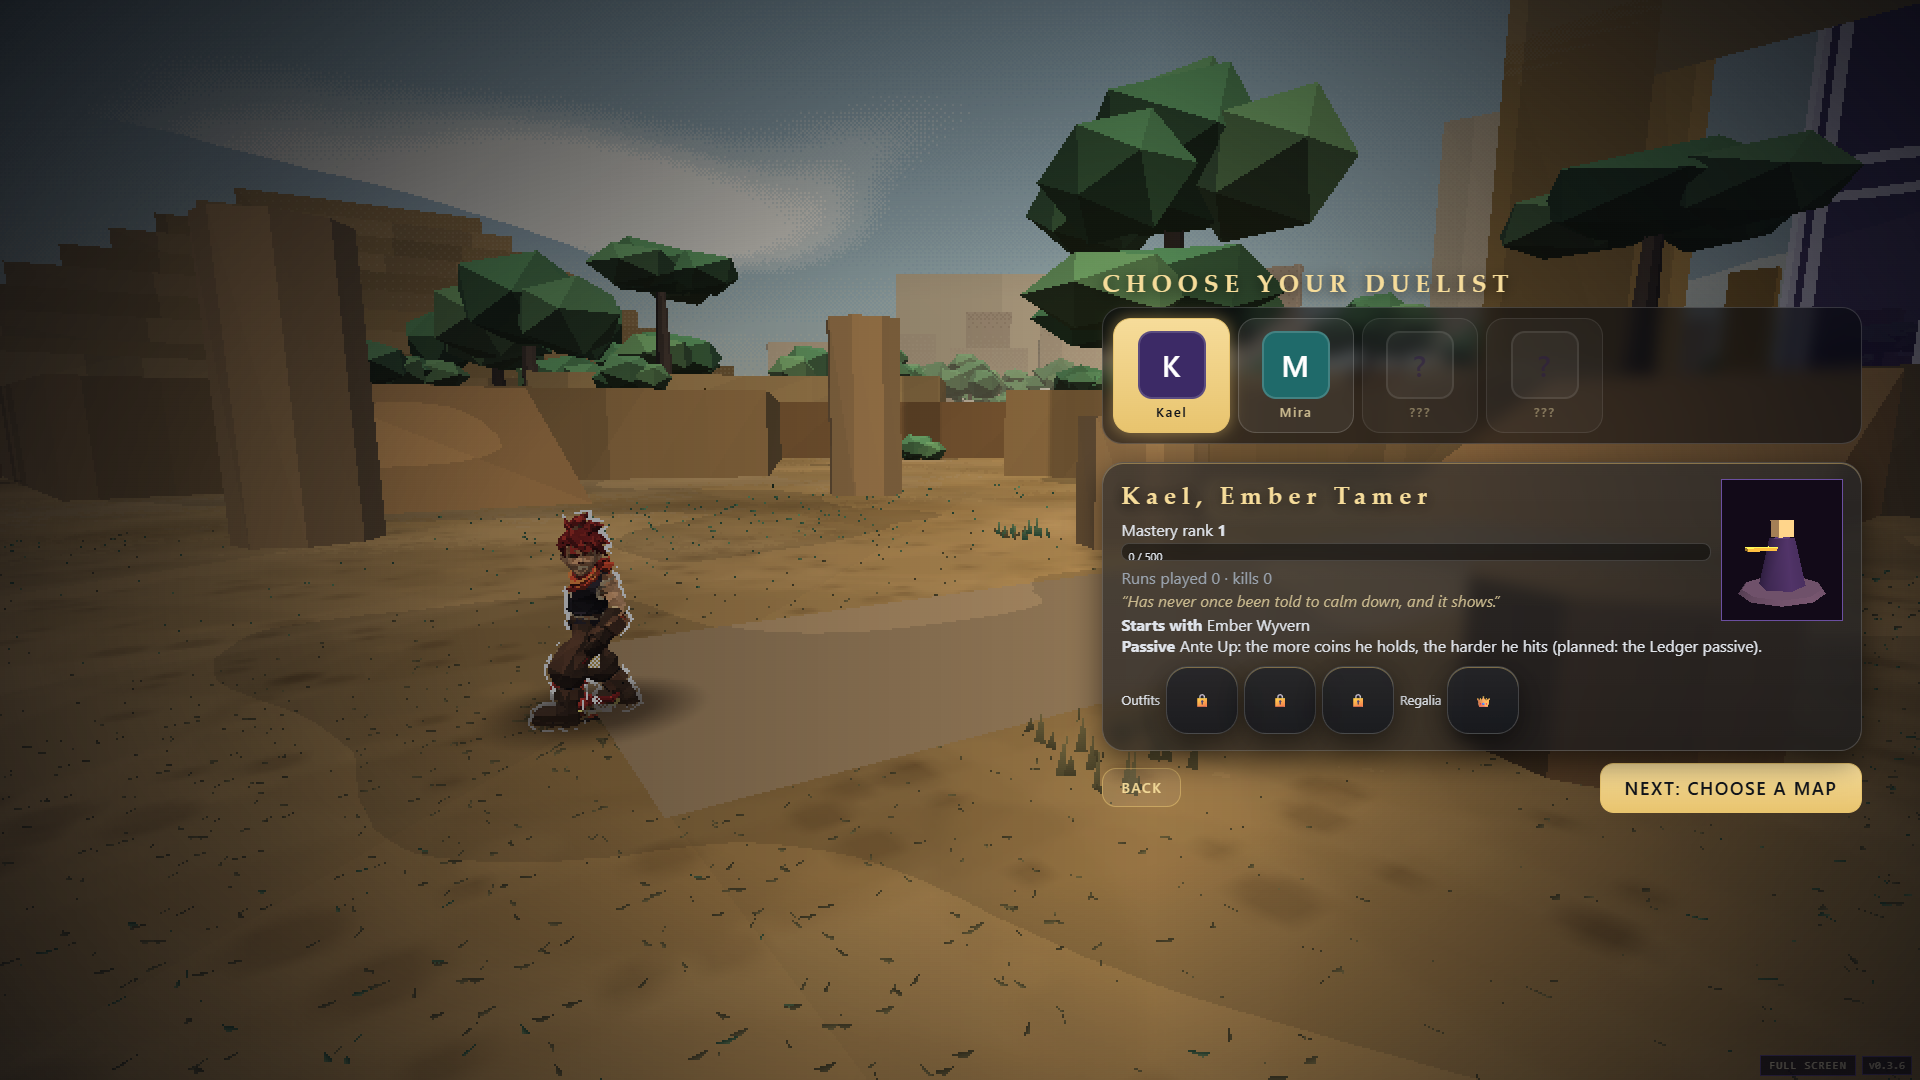 CHOOSE YOUR DUELIST
K
M
?
?
Kael
Mira
???
???
Kael, Ember Tamer
Mastery rank 1
0 / 500
Runs played 0 · kills 0
“Has never once been told to calm down, and it shows.”
Starts with Ember Wyvern
Passive Ante Up: the more coins he holds, the harder he hits (planned: the Ledger passive).
Outfits
Regalia
BACK
NEXT: CHOOSE A MAP
FULL SCREEN
v0.3.6